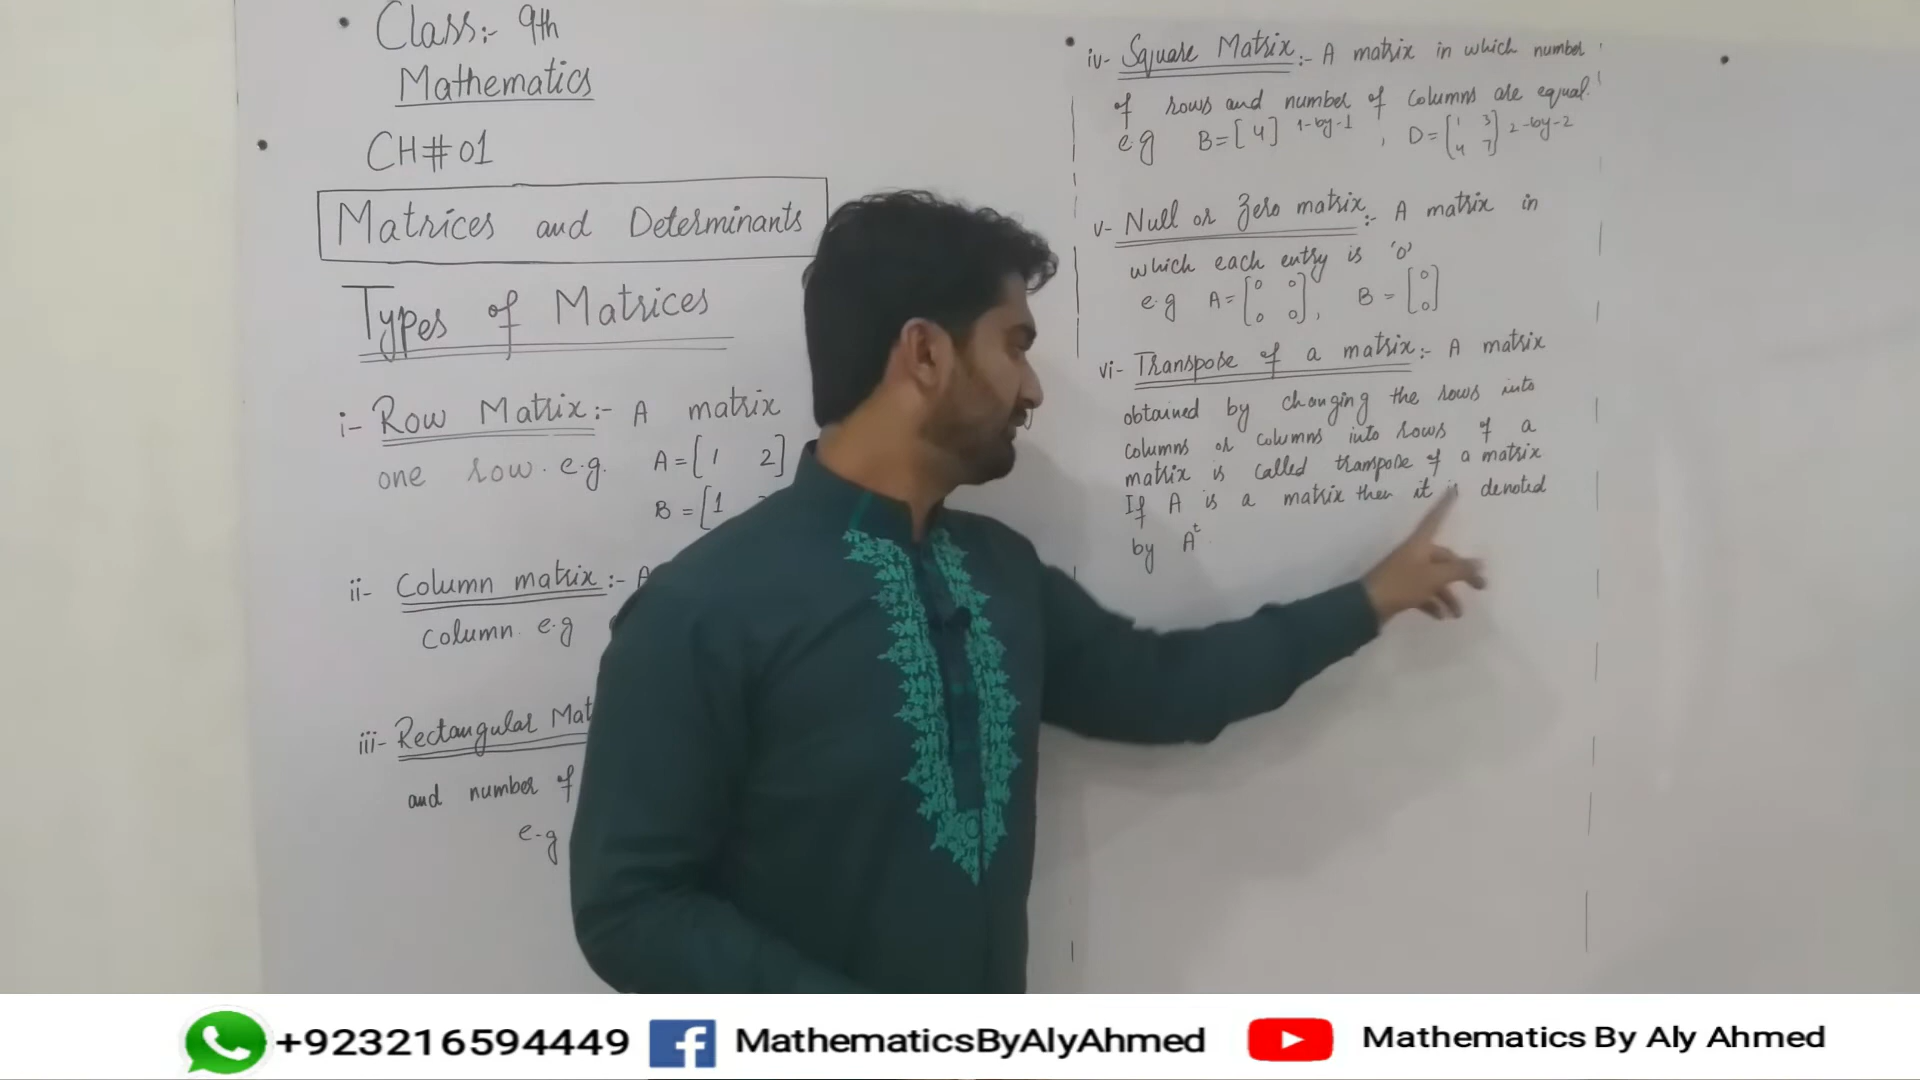 Class:- 9th
Mathematics
CH#01
Matrices and Determinants
Types of Matrices
i- Row Matrix:- A matrix
one row. e.g. A=[1 2]
B=[1
ii- Column matrix:- A
column. e.g
iii- Rectangular Mat
and number of
e-g
iv- Square Matrix:- A matrix in which number
of rows and number of columns are equal.
e.g B=[4] 1-by-1, D=[1 3
4 7] 2-by-2
v- Null or Zero matrix:- A matrix in
which each entry is 'o'
e.g A=[0 0
0 0], B=[0
0]
vi- Transpose of a matrix:- A matrix
obtained by changing the rows into
columns or columns into rows of a
matrix is called transpose of a matrix
If A is a matrix then it is denoted
by Aᵗ.
+923216594449 MathematicsByAlyAhmed Mathematics By Aly Ahmed